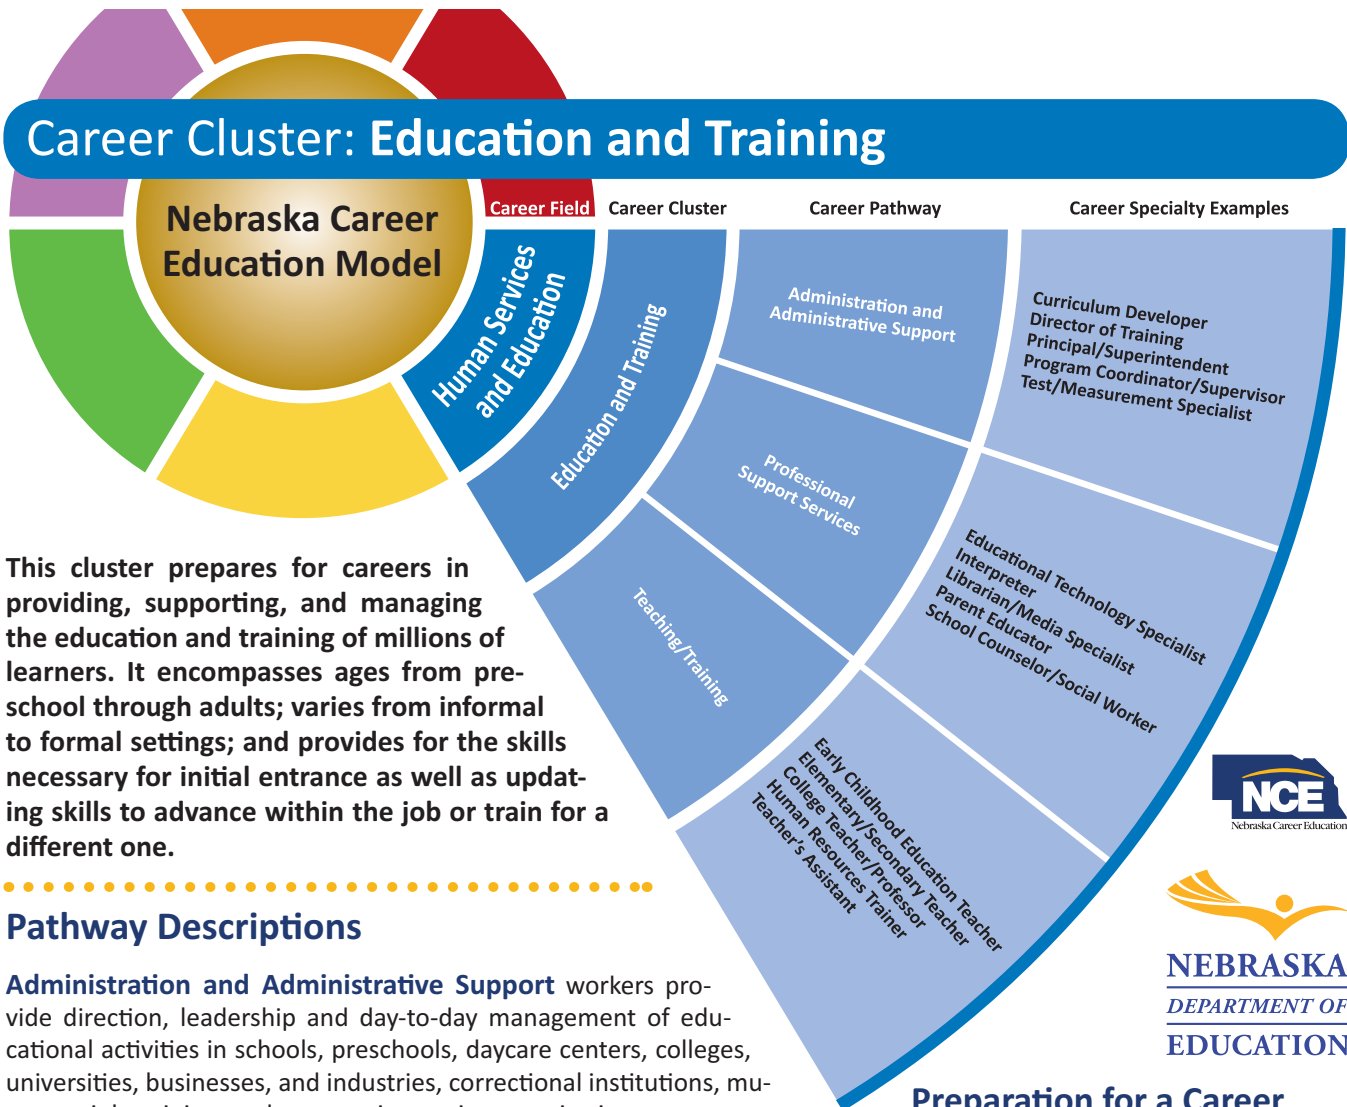 Career Cluster: Education and Training
Nebraska Career
Education Model
Career Field
Career Cluster
Career Pathway
Career Specialty Examples
Human Services
and Education
Education and Training
Administration and
Administrative Support
Curriculum Developer
Director of Training
Principal/Superintendent
Program Coordinator/Supervisor
Test/Measurement Specialist
Professional
Support Services
Educational Technology Specialist
Interpreter
Librarian/Media Specialist
Parent Educator
School Counselor/Social Worker
Teaching/Training
Early Childhood Education Teacher
Elementary/Secondary Teacher
College Teacher/Professor
Human Resources Trainer
Teacher's Assistant
This cluster prepares for careers in
providing, supporting, and managing
the education and training of millions of
learners. It encompasses ages from pre-
school through adults; varies from informal
to formal settings; and provides for the skills
necessary for initial entrance as well as updat-
ing skills to advance within the job or train for a
different one.
Pathway Descriptions
Administration and Administrative Support workers pro-
vide direction, leadership and day-to-day management of edu-
cational activities in schools, preschools, daycare centers, colleges,
universities, businesses, and industries, correctional institutions, mu-
NCE
Nebraska Career Education
NEBRASKA
DEPARTMENT OF
EDUCATION
Preparation for a Career